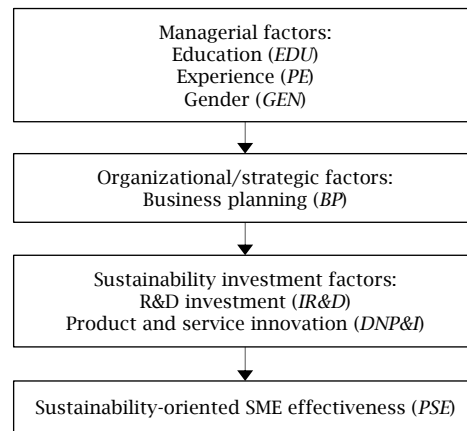 Managerial factors:
Education (EDU)
Experience (PE)
Gender (GEN)
Organizational/strategic factors:
Business planning (BP)
Sustainability investment factors:
R&D investment (IR&D)
Product and service innovation (DNP&I)
Sustainability-oriented SME effectiveness (PSE)